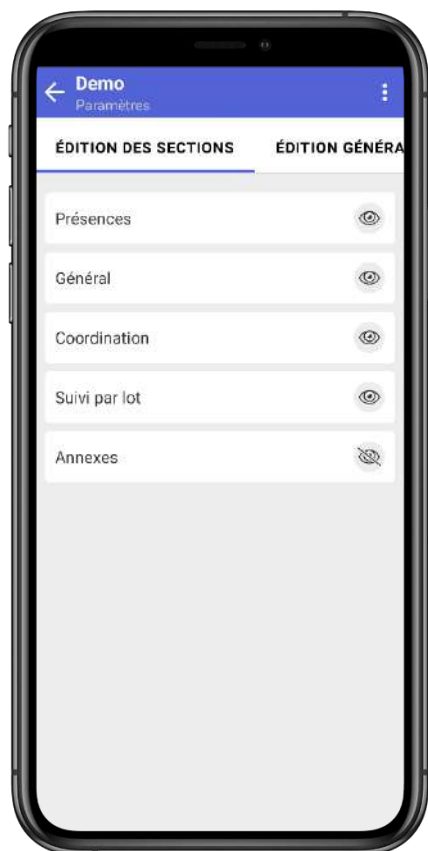 Demo
Paramètres
ÉDITION DES SECTIONS ÉDITION GÉNÉRA
Présences
Général
Coordination
Suivi par lot
Annexes